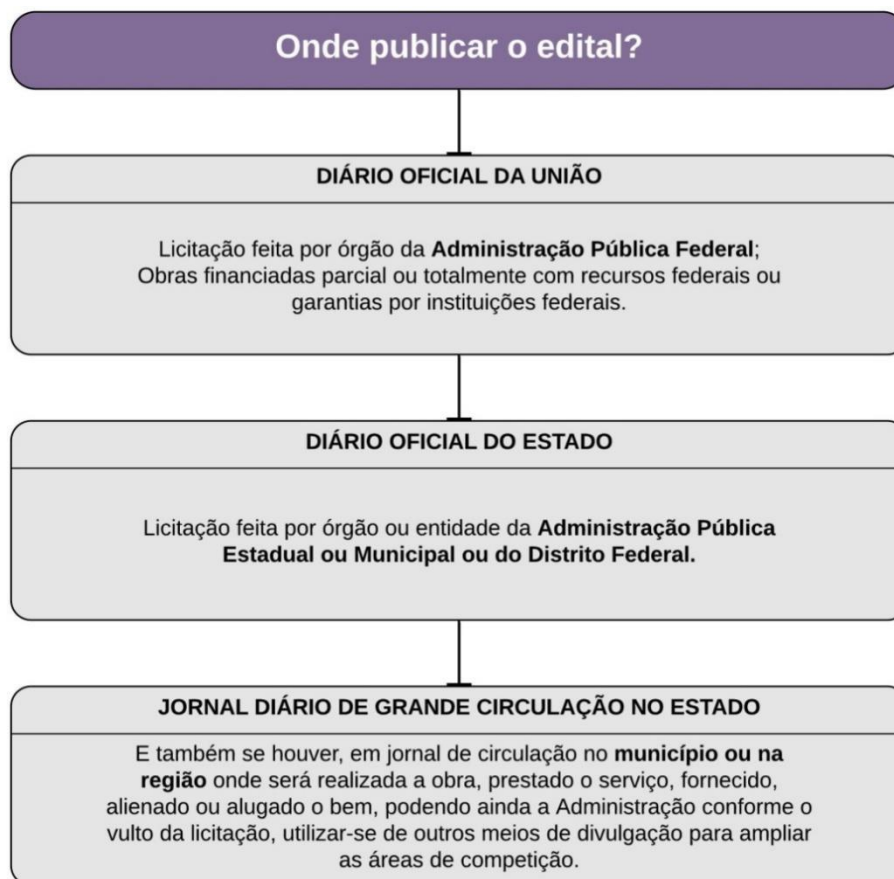 Onde publicar o edital?
DIÁRIO OFICIAL DA UNIÃO
Licitação feita por órgão da Administração Pública Federal;
Obras financiadas parcial ou totalmente com recursos federais ou
garantias por instituições federais.
DIÁRIO OFICIAL DO ESTADO
Licitação feita por órgão ou entidade da Administração Pública
Estadual ou Municipal ou do Distrito Federal.
JORNAL DIÁRIO DE GRANDE CIRCULAÇÃO NO ESTADO
E também se houver, em jornal de circulação no município ou na
região onde será realizada a obra, prestado o serviço, fornecido,
alienado ou alugado o bem, podendo ainda a Administração conforme o
vulto da licitação, utilizar-se de outros meios de divulgação para ampliar
as áreas de competição.